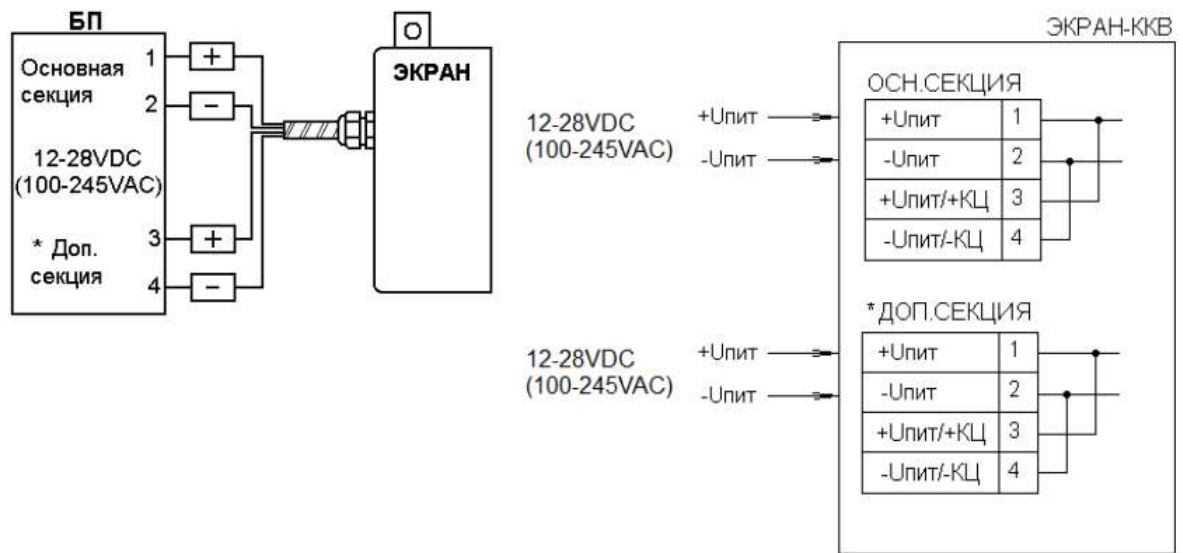 БП
Основная
секция
1
+
2
−
12-28VDC
(100-245VAC)
* Доп.
секция
3
+
4
−
ЭКРАН
ЭКРАН-ККВ
12-28VDC
(100-245VAC)
+Uпит
-Uпит
ОСН.СЕКЦИЯ
+Uпит 1
-Uпит 2
+Uпит/+КЦ 3
-Uпит/-КЦ 4
12-28VDC
(100-245VAC)
+Uпит
-Uпит
*ДОП.СЕКЦИЯ
+Uпит 1
-Uпит 2
+Uпит/+КЦ 3
-Uпит/-КЦ 4